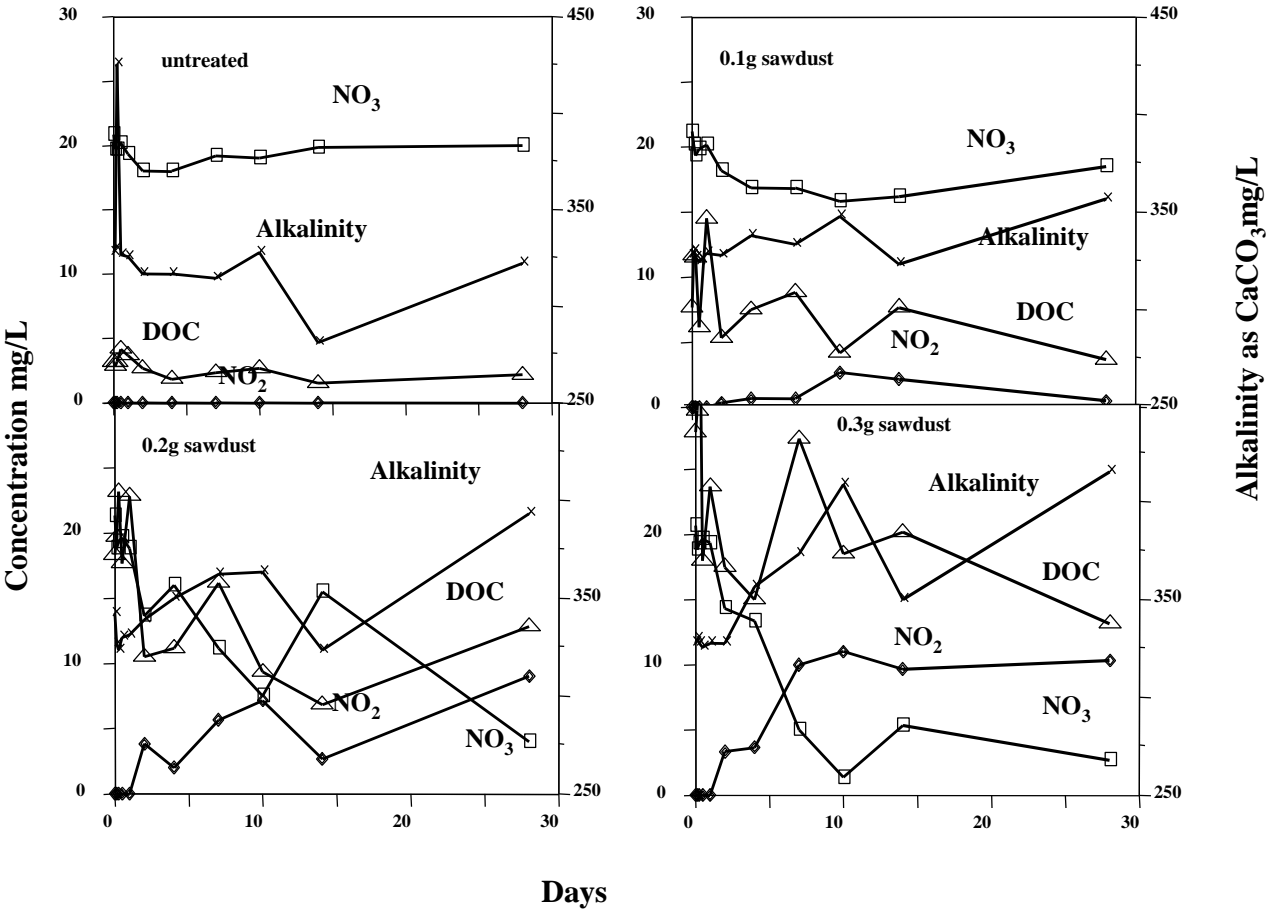 30
450
untreated
NO3
20
350
Alkalinity
10
DOC
NO2
0
250
30
450
0.1g sawdust
NO3
20
350
Alkalinity
10
DOC
NO2
0
250
0.2g sawdust
Alkalinity
20
DOC
350
10
NO2
NO3
0
250
0
10
20
30
0.3g sawdust
Alkalinity
20
DOC
350
NO2
10
NO3
0
250
0
10
20
30
Concentration mg/L
Alkalinity as CaCO3mg/L
Days